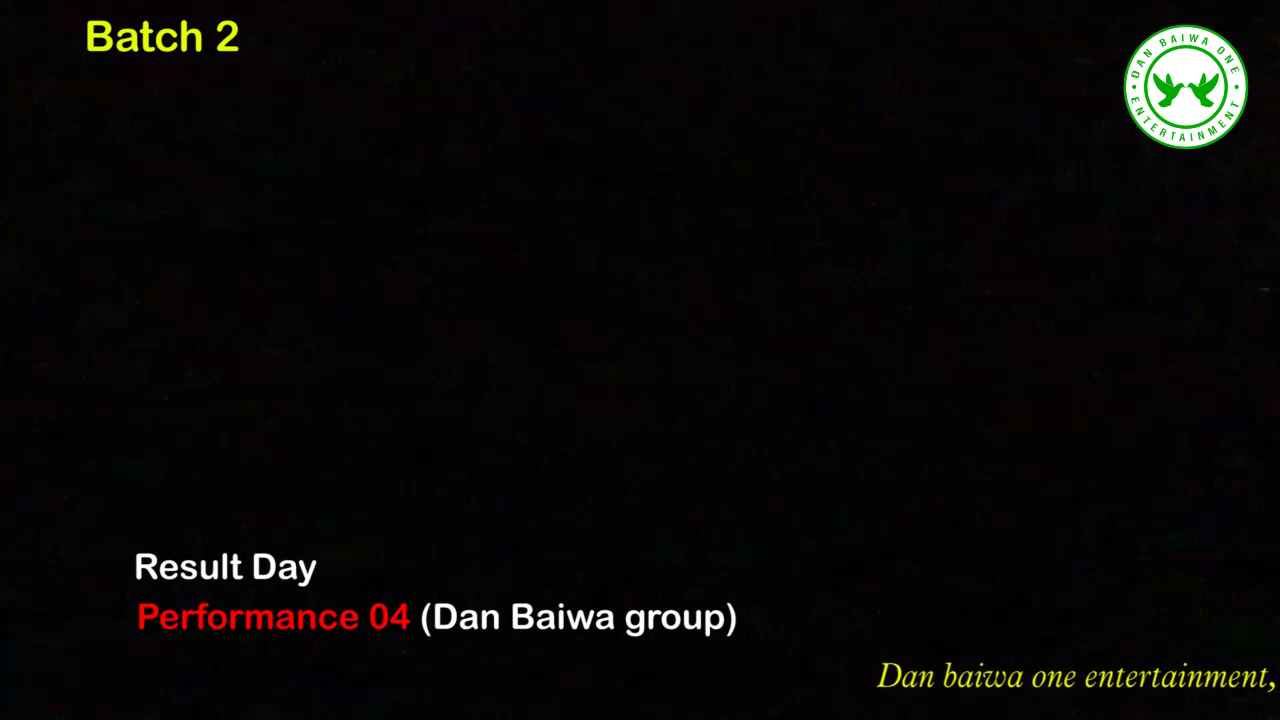 Batch 2
DAN BAIWA ONE
ENTERTAINMENT
Result Day
Performance 04 (Dan Baiwa group)
Dan baiwa one entertainment,